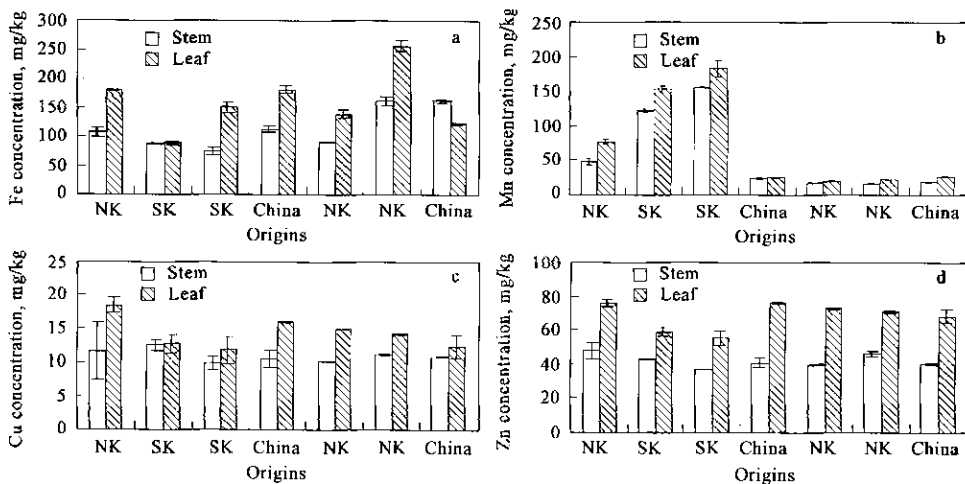 Fe concentration, mg/kg
300
250
200
150
100
50
0
Stem
Leaf
a
NK SK SK China NK NK China
Origins
Mn concentration, mg/kg
250
200
150
100
50
0
Stem
Leaf
b
NK SK SK China NK NK China
Origins
Cu concentration, mg/kg
25
20
15
10
5
0
Stem
Leaf
c
NK SK SK China NK NK China
Origins
Zn concentration, mg/kg
100
80
60
40
20
0
Stem
Leaf
d
NK SK SK China NK NK China
Origins